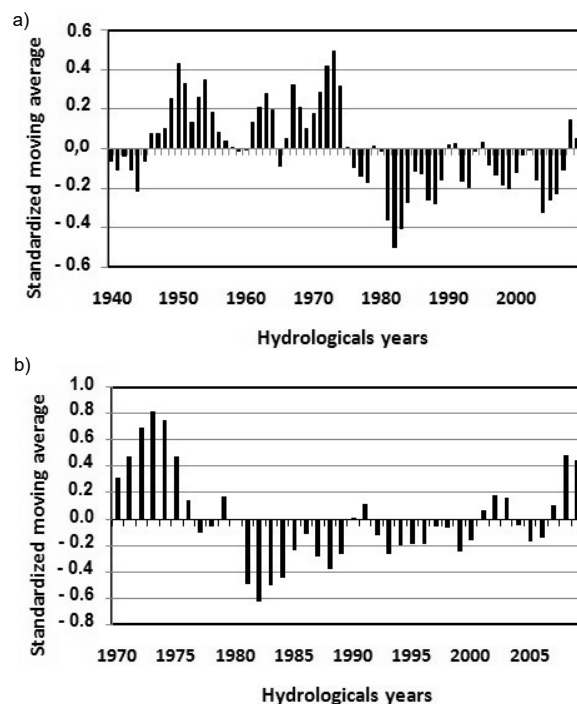 a)
Standardized moving average
0.6
0.4
0.2
0,0
- 0.2
- 0.4
- 0.6
1940 1950 1960 1970 1980 1990 2000
Hydrologicals years
b)
Standardized moving average
1.0
0.8
0.6
0.4
0.2
0.0
- 0.2
- 0.4
- 0.6
- 0.8
1970 1975 1980 1985 1990 1995 2000 2005
Hydrologicals years